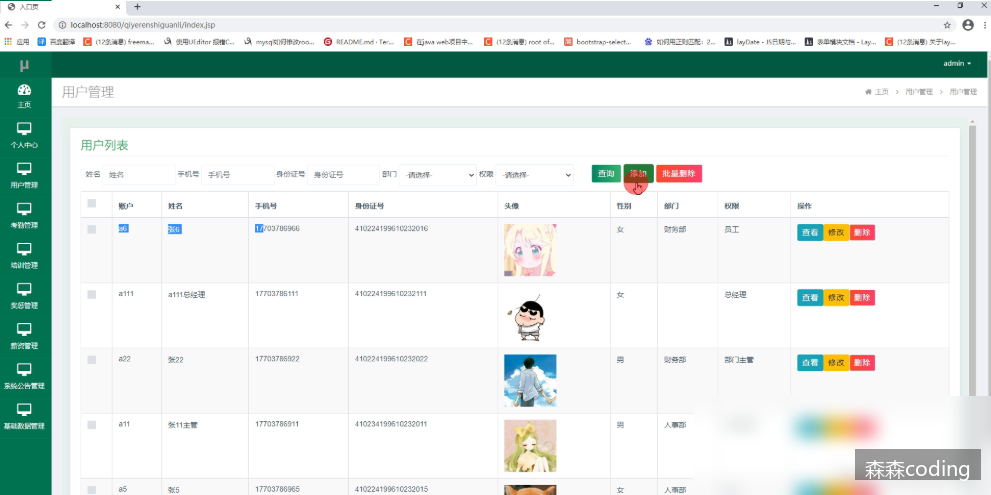 入口页
localhost:8080/qiyerenshiguanli/index.jsp
应用 百度翻译 (12条消息) freema... 使用UEditor 报错C... mysql如何修改roo... README.md · Ter... 在java web项目中... (12条消息) root of... bootstrap-select... 如何用正则匹配：2... layDate - JS日期与... 表单模块文档 - Lay... (12条消息) 关于lay...
μ
admin
主页
个人中心
用户管理
考勤管理
培训管理
奖惩管理
薪资管理
系统公告管理
基础数据管理
用户管理
主页 > 用户管理 > 用户管理
用户列表
姓名 姓名 手机号 手机号 身份证号 身份证号 部门 -请选择- 权限 -请选择- 查询 添加 批量删除
账户 姓名 手机号 身份证号 头像 性别 部门 权限 操作
a6 张6 17703786966 410224199610232016 女 财务部 员工 查看 修改 删除
a111 a111总经理 17703786111 410224199610232111 女 总经理 查看 修改 删除
a22 张22 17703786922 410224199610232022 男 财务部 部门主管 查看 修改 删除
a11 张11主管 17703786911 410234199610232011 男 人事部
a5 张5 17703786965 410224199610232015 女 人事部
森森coding